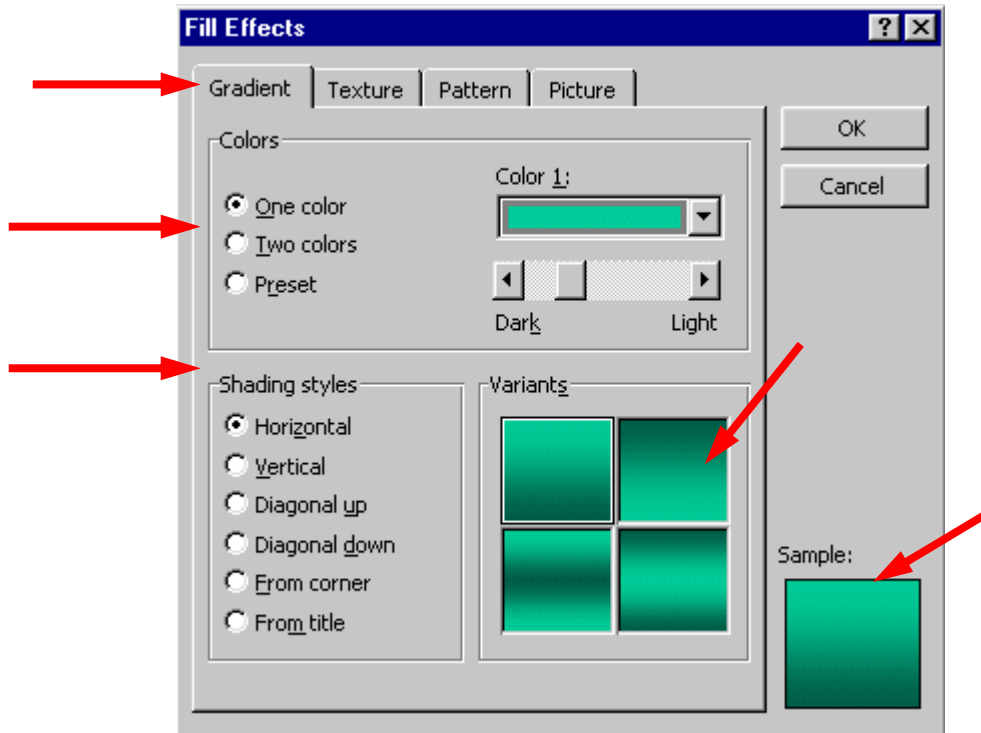 Fill Effects
Gradient Texture Pattern Picture
Colors
One color
Two colors
Preset
Color 1:
Dark Light
Shading styles
Horizontal
Vertical
Diagonal up
Diagonal down
From corner
From title
Variants
OK
Cancel
Sample: